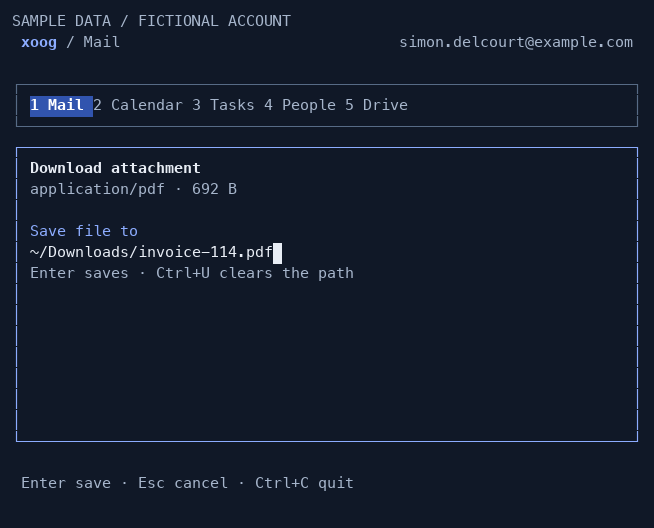 SAMPLE DATA / FICTIONAL ACCOUNT
xoog / Mail simon.delcourt@example.com
1 Mail 2 Calendar 3 Tasks 4 People 5 Drive
Download attachment
application/pdf · 692 B
Save file to
~/Downloads/invoice-114.pdf
Enter saves · Ctrl+U clears the path
Enter save · Esc cancel · Ctrl+C quit